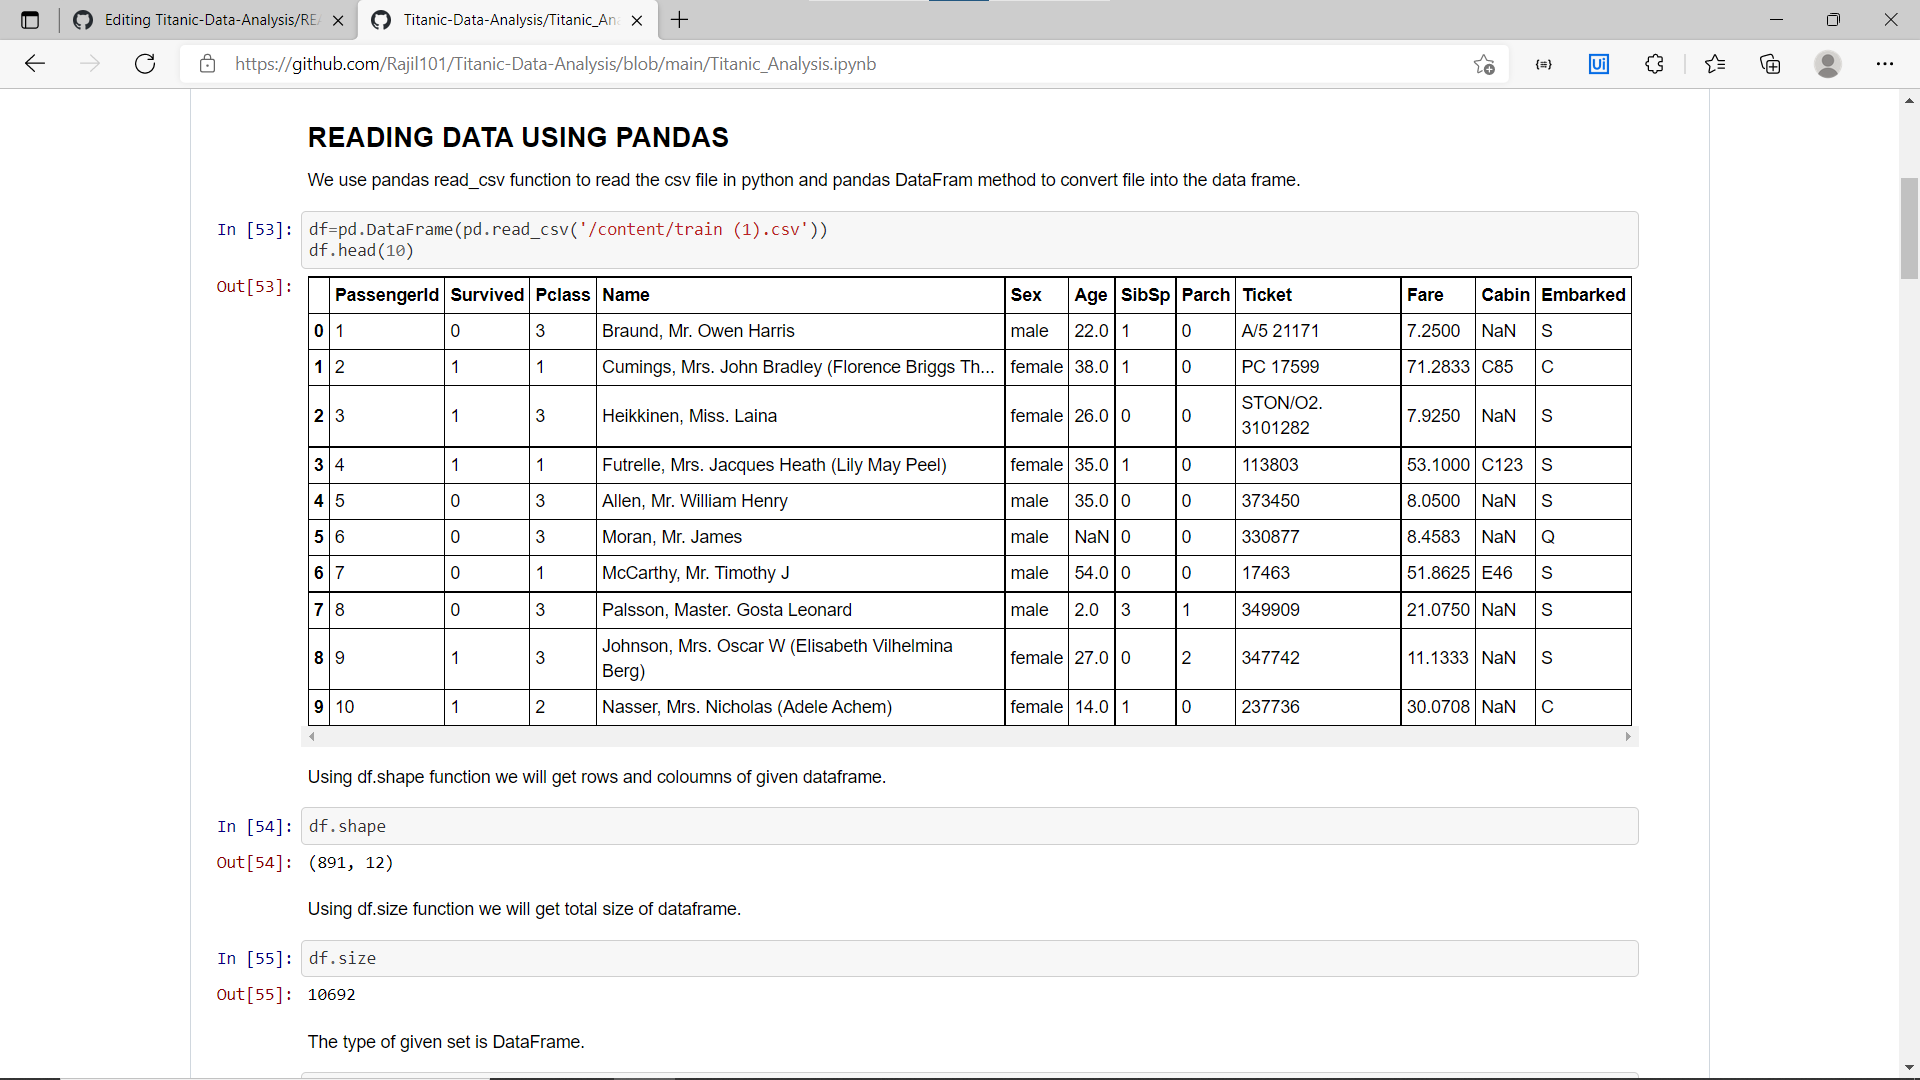 Editing Titanic-Data-Analysis/REA
Titanic-Data-Analysis/Titanic_Ana
https://github.com/Rajil101/Titanic-Data-Analysis/blob/main/Titanic_Analysis.ipynb
READING DATA USING PANDAS
We use pandas read_csv function to read the csv file in python and pandas DataFram method to convert file into the data frame.
In [53]: df=pd.DataFrame(pd.read_csv('/content/train (1).csv'))
df.head(10)
Out[53]:
PassengerId Survived Pclass Name Sex Age SibSp Parch Ticket Fare Cabin Embarked
0 1 0 3 Braund, Mr. Owen Harris male 22.0 1 0 A/5 21171 7.2500 NaN S
1 2 1 1 Cumings, Mrs. John Bradley (Florence Briggs Th... female 38.0 1 0 PC 17599 71.2833 C85 C
2 3 1 3 Heikkinen, Miss. Laina female 26.0 0 0 STON/O2. 3101282 7.9250 NaN S
3 4 1 1 Futrelle, Mrs. Jacques Heath (Lily May Peel) female 35.0 1 0 113803 53.1000 C123 S
4 5 0 3 Allen, Mr. William Henry male 35.0 0 0 373450 8.0500 NaN S
5 6 0 3 Moran, Mr. James male NaN 0 0 330877 8.4583 NaN Q
6 7 0 1 McCarthy, Mr. Timothy J male 54.0 0 0 17463 51.8625 E46 S
7 8 0 3 Palsson, Master. Gosta Leonard male 2.0 3 1 349909 21.0750 NaN S
8 9 1 3 Johnson, Mrs. Oscar W (Elisabeth Vilhelmina Berg) female 27.0 0 2 347742 11.1333 NaN S
9 10 1 2 Nasser, Mrs. Nicholas (Adele Achem) female 14.0 1 0 237736 30.0708 NaN C
Using df.shape function we will get rows and coloumns of given dataframe.
In [54]: df.shape
Out[54]: (891, 12)
Using df.size function we will get total size of dataframe.
In [55]: df.size
Out[55]: 10692
The type of given set is DataFrame.